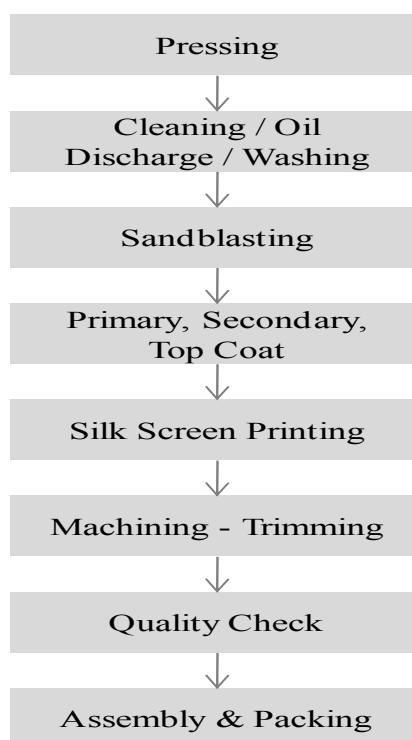 Pressing
Cleaning / Oil
Discharge / Washing
Sandblasting
Primary, Secondary,
Top Coat
Silk Screen Printing
Machining - Trimming
Quality Check
Assembly & Packing